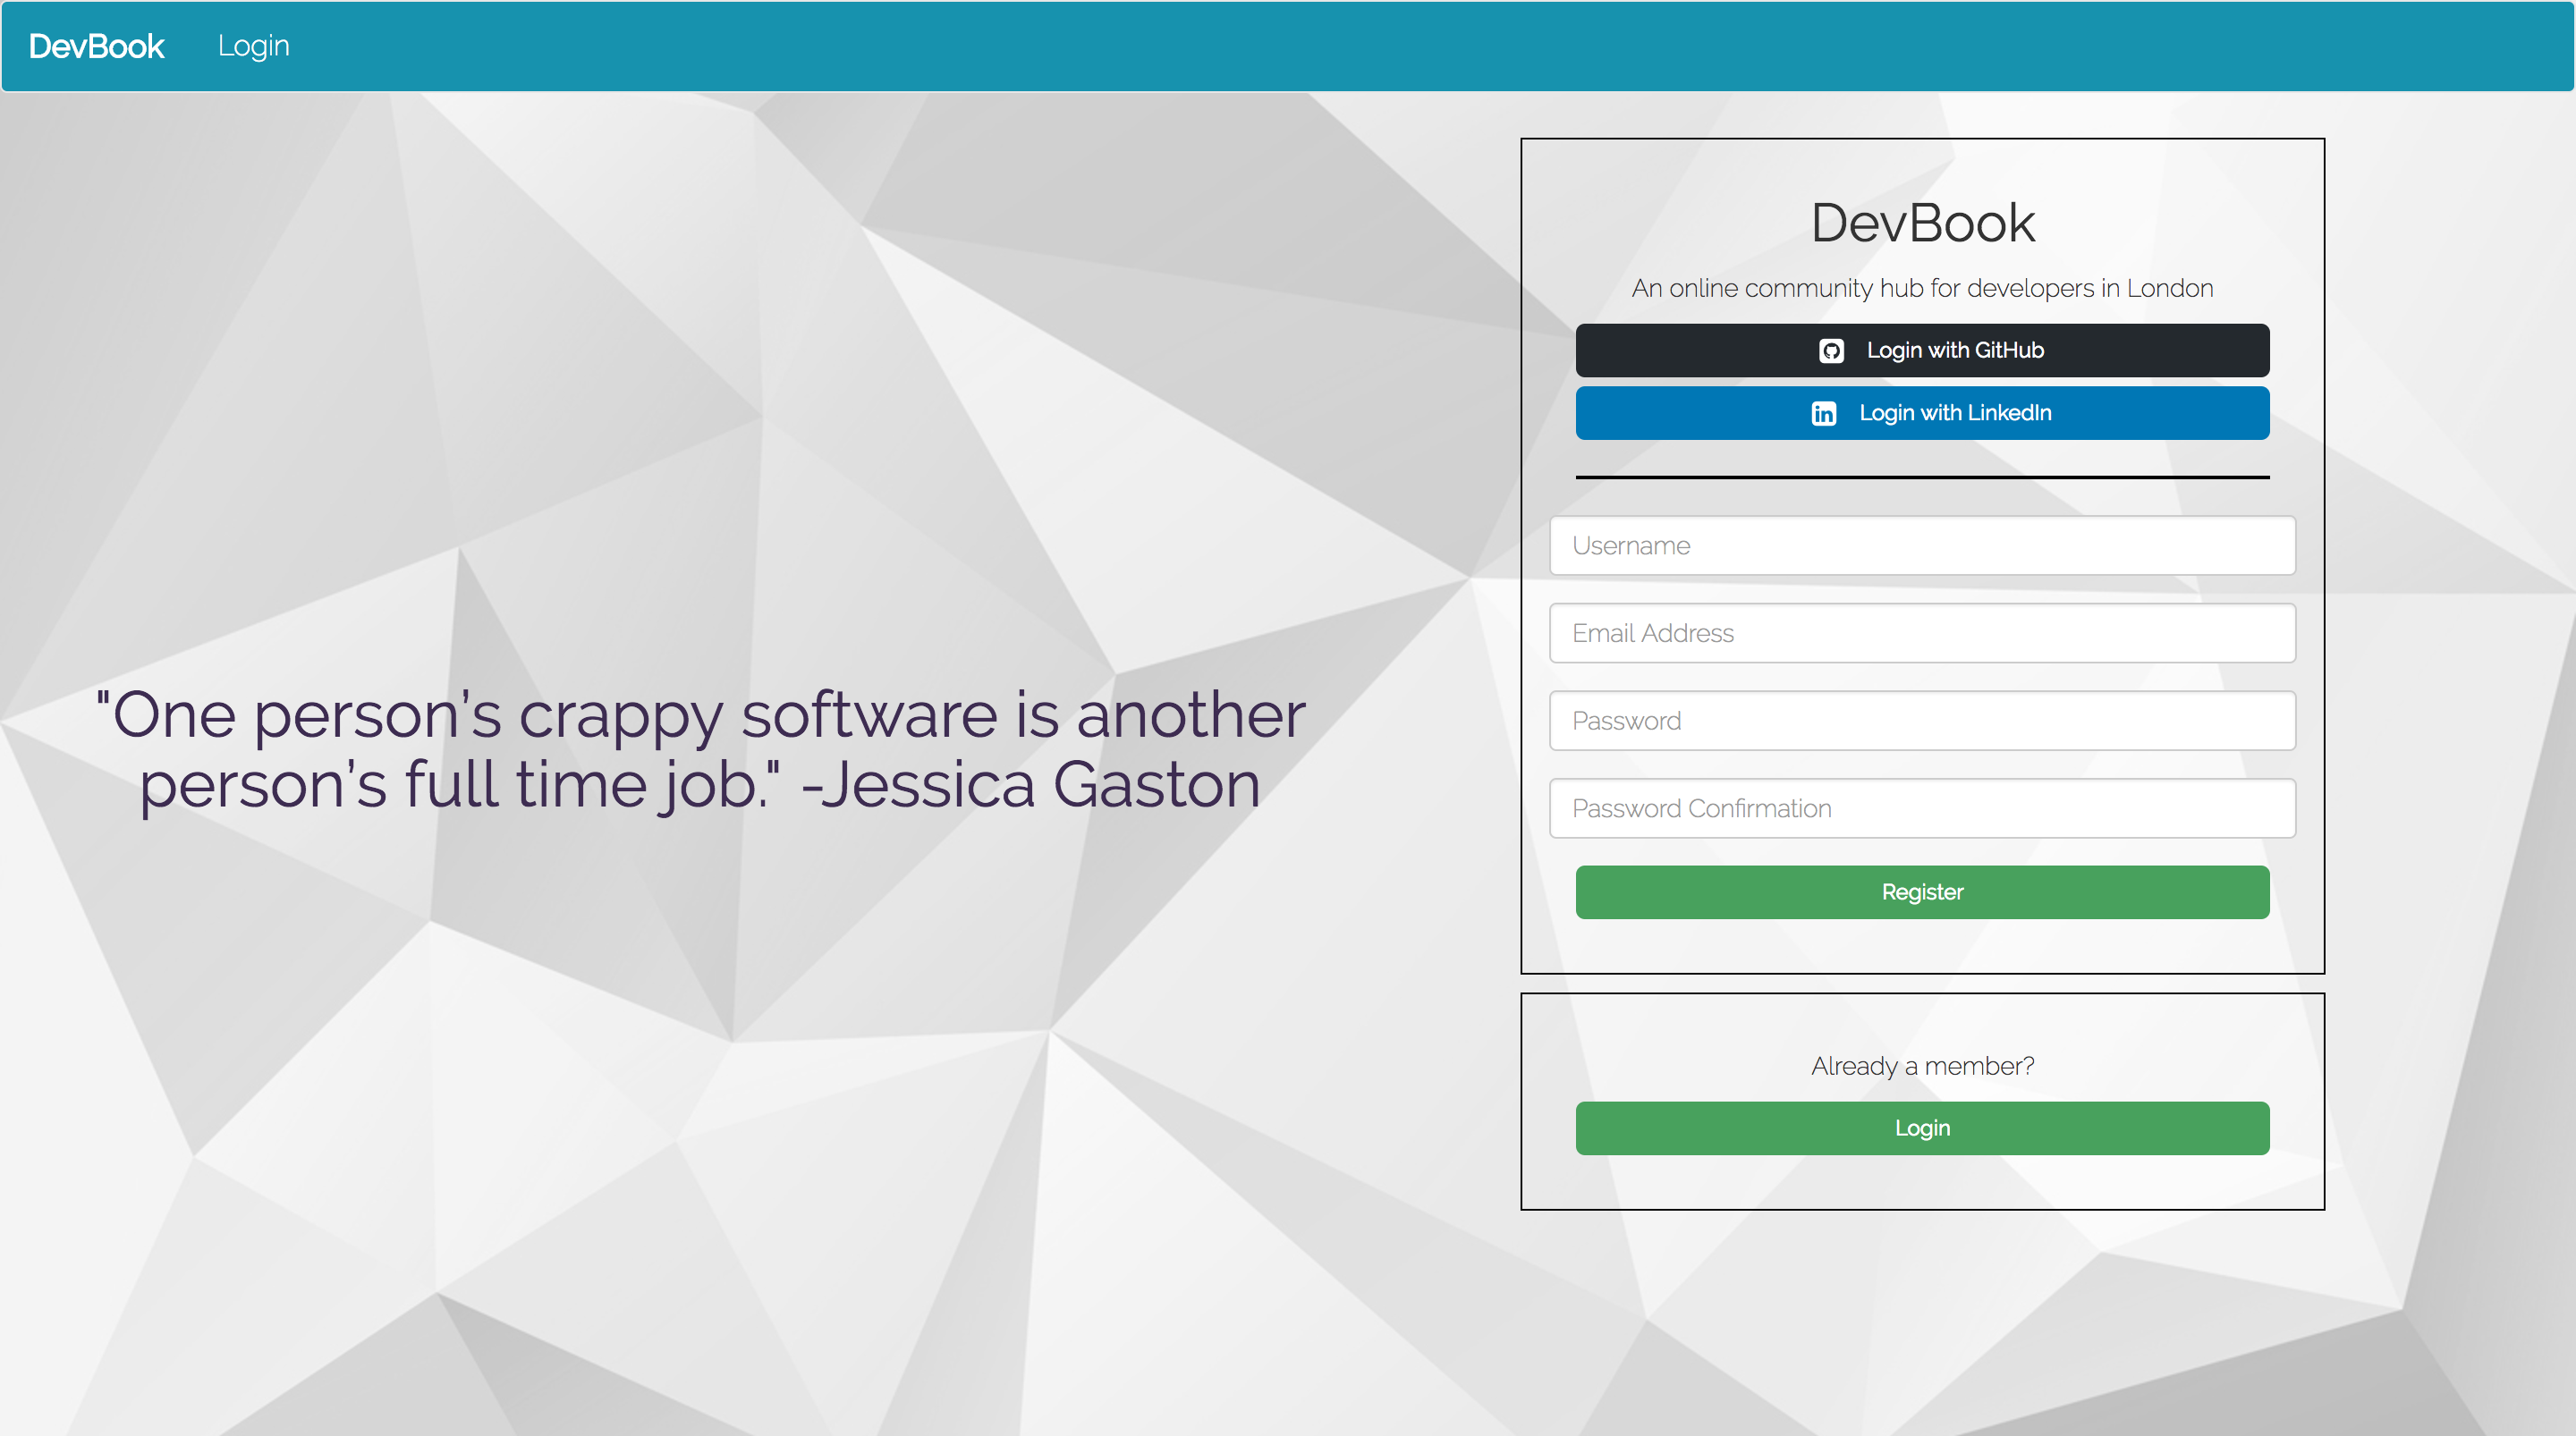 DevBook
Login
"One person’s crappy software is another
person’s full time job." -Jessica Gaston
DevBook
An online community hub for developers in London
Login with GitHub
Login with LinkedIn
Username
Email Address
Password
Password Confirmation
Register
Already a member?
Login